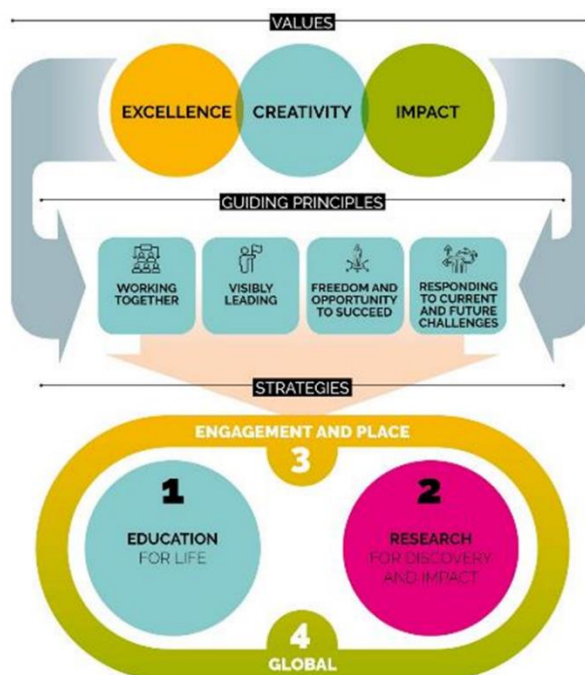 VALUES
EXCELLENCE
CREATIVITY
IMPACT
GUIDING PRINCIPLES
WORKING
TOGETHER
VISIBLY
LEADING
FREEDOM AND
OPPORTUNITY
TO SUCCEED
RESPONDING
TO CURRENT
AND FUTURE
CHALLENGES
STRATEGIES
ENGAGEMENT AND PLACE
3
1
EDUCATION
FOR LIFE
2
RESEARCH
FOR DISCOVERY
AND IMPACT
4
GLOBAL